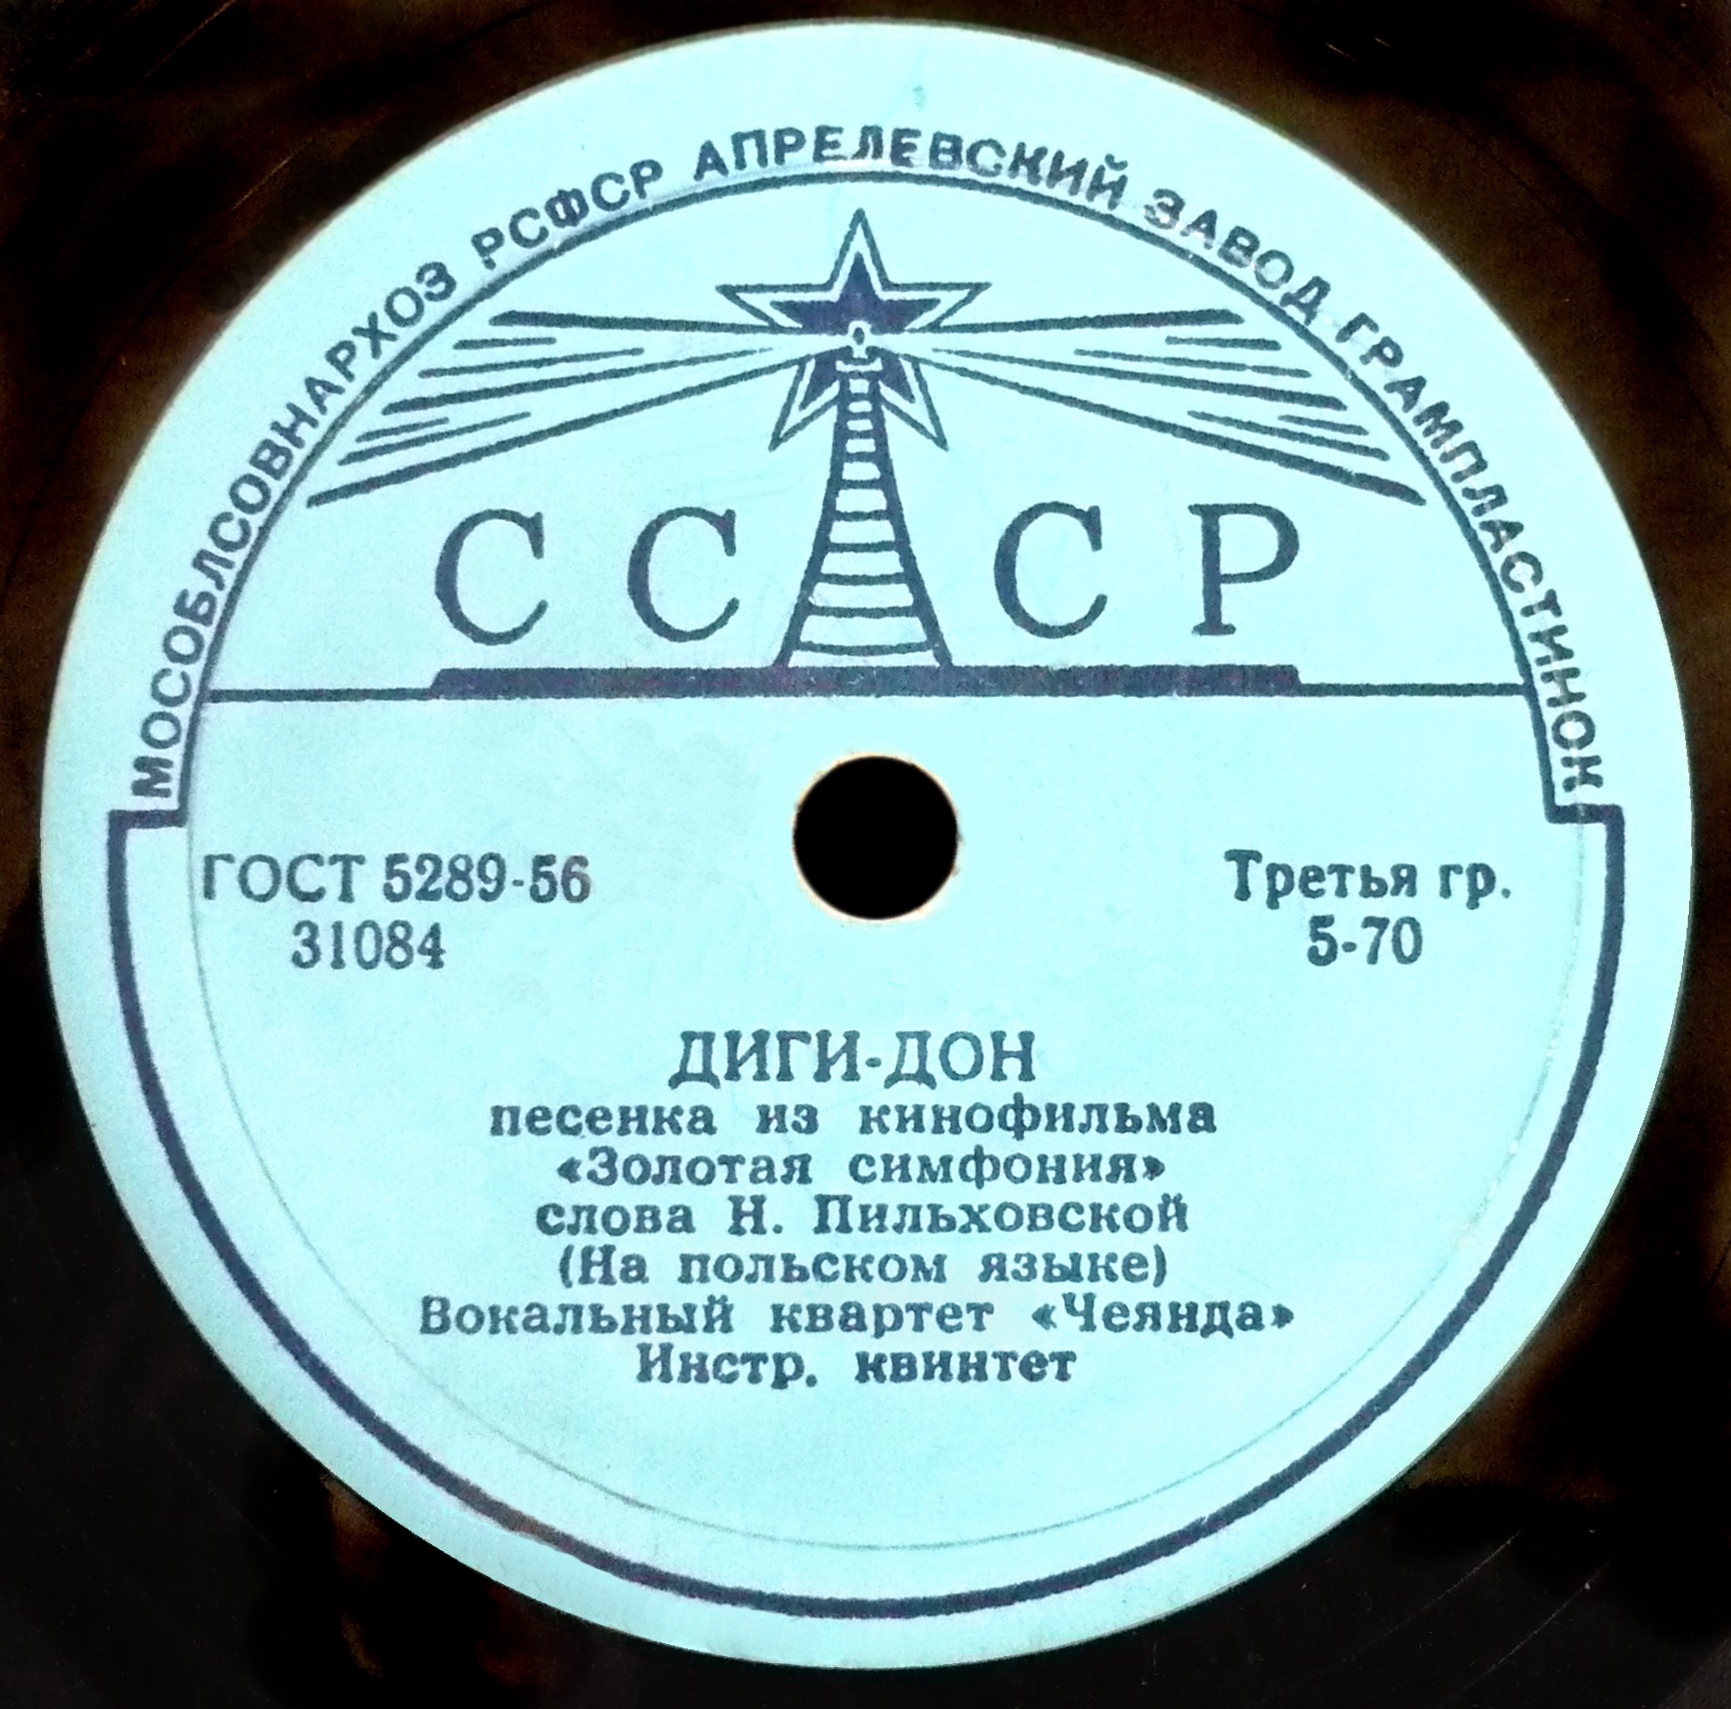 МОСОБЛСОВНАРХОЗ РСФСР АПРЕЛЕВСКИЙ ЗАВОД ГРАМПЛАСТИНОК
СССР
ГОСТ 5289-56
31084
Третья гр.
5-70
ДИГИ-ДОН
песенка из кинофильма
«Золотая симфония»
слова Н. Пильховской
(На польском языке)
Вокальный квартет «Чеянда»
Инстр. квинтет